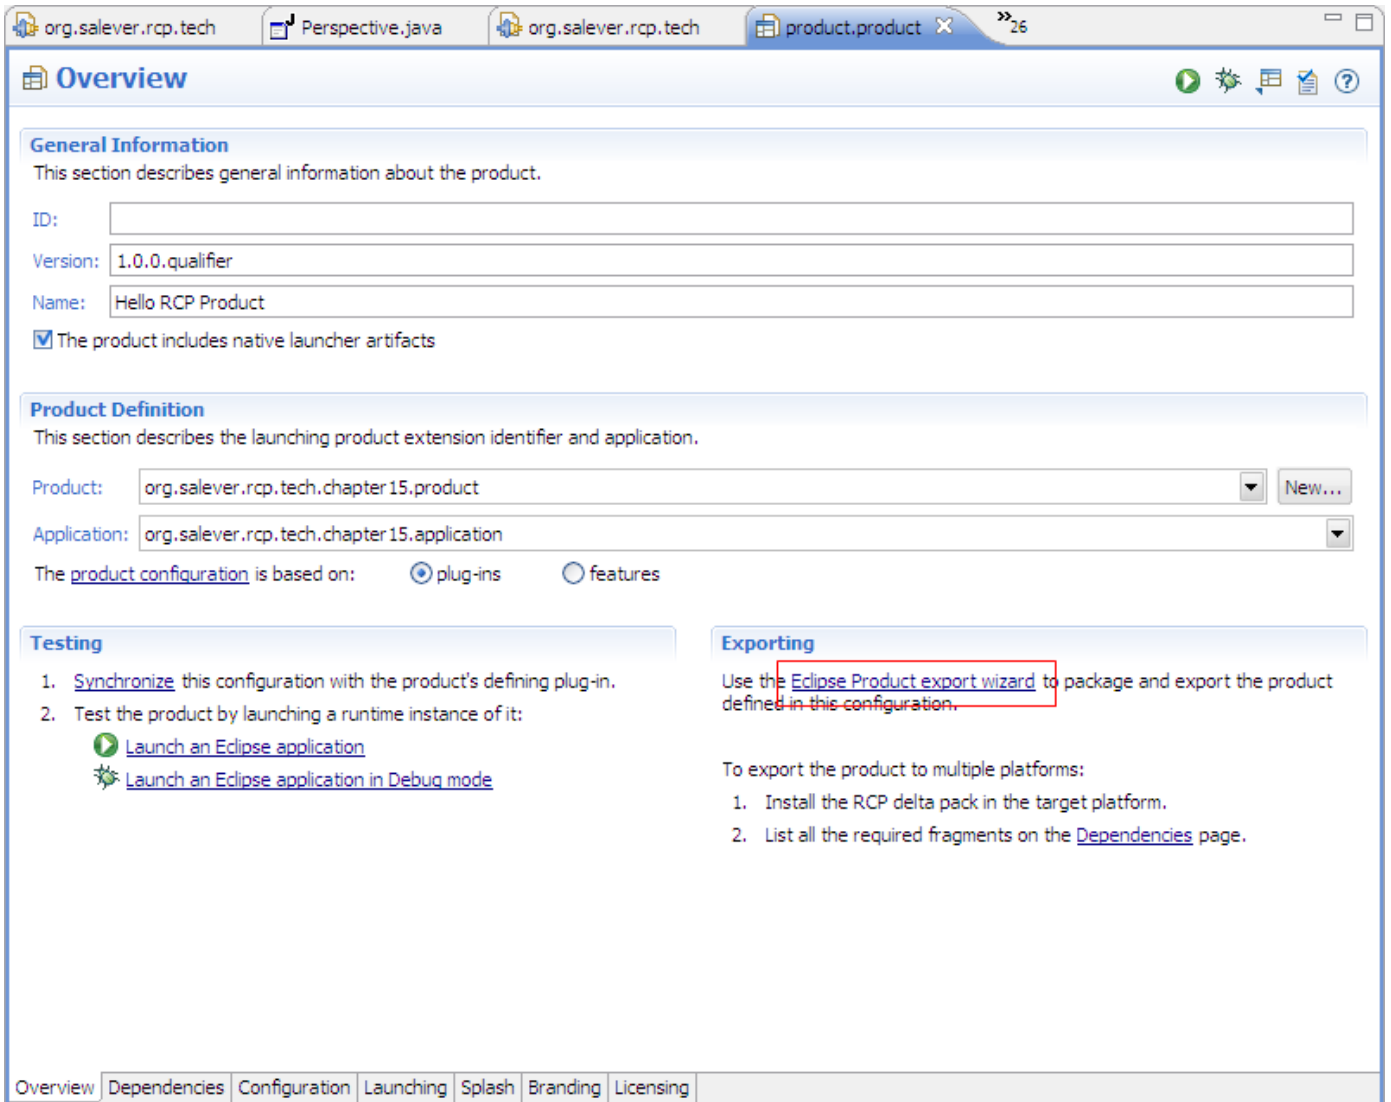 org.salever.rcp.tech Perspective.java org.salever.rcp.tech product.product »26
Overview
General Information
This section describes general information about the product.
ID:
Version: 1.0.0.qualifier
Name: Hello RCP Product
The product includes native launcher artifacts
Product Definition
This section describes the launching product extension identifier and application.
Product: org.salever.rcp.tech.chapter15.product New...
Application: org.salever.rcp.tech.chapter15.application
The product configuration is based on: plug-ins features
Testing
1. Synchronize this configuration with the product's defining plug-in.
2. Test the product by launching a runtime instance of it:
Launch an Eclipse application
Launch an Eclipse application in Debug mode
Exporting
Use the Eclipse Product export wizard to package and export the product
defined in this configuration.
To export the product to multiple platforms:
1. Install the RCP delta pack in the target platform.
2. List all the required fragments on the Dependencies page.
Overview Dependencies Configuration Launching Splash Branding Licensing